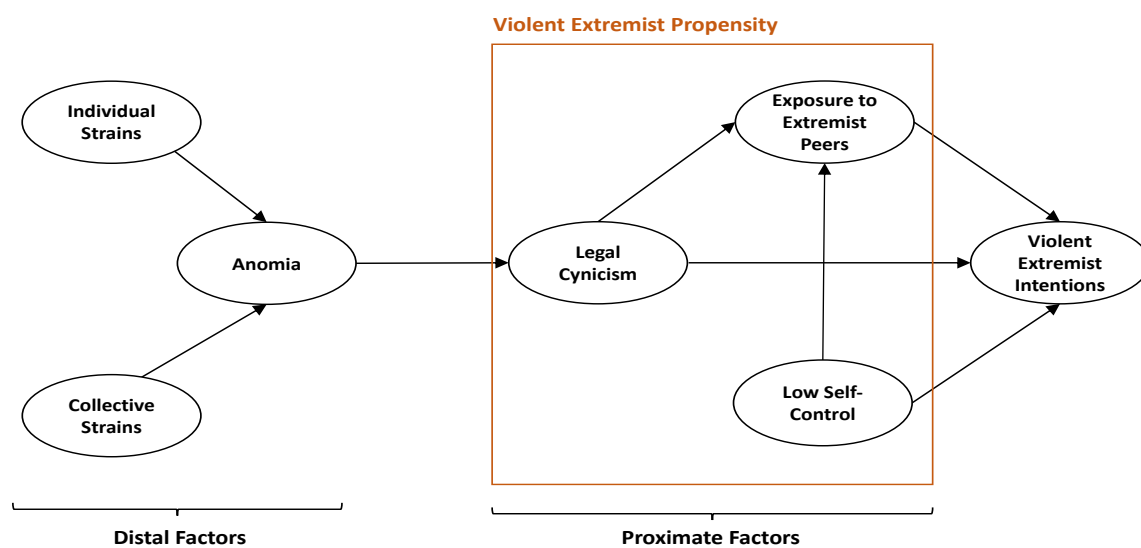 Violent Extremist Propensity
Individual
Strains
Exposure to
Extremist
Peers
Anomia
Legal
Cynicism
Violent
Extremist
Intentions
Collective
Strains
Low Self-
Control
Distal Factors
Proximate Factors